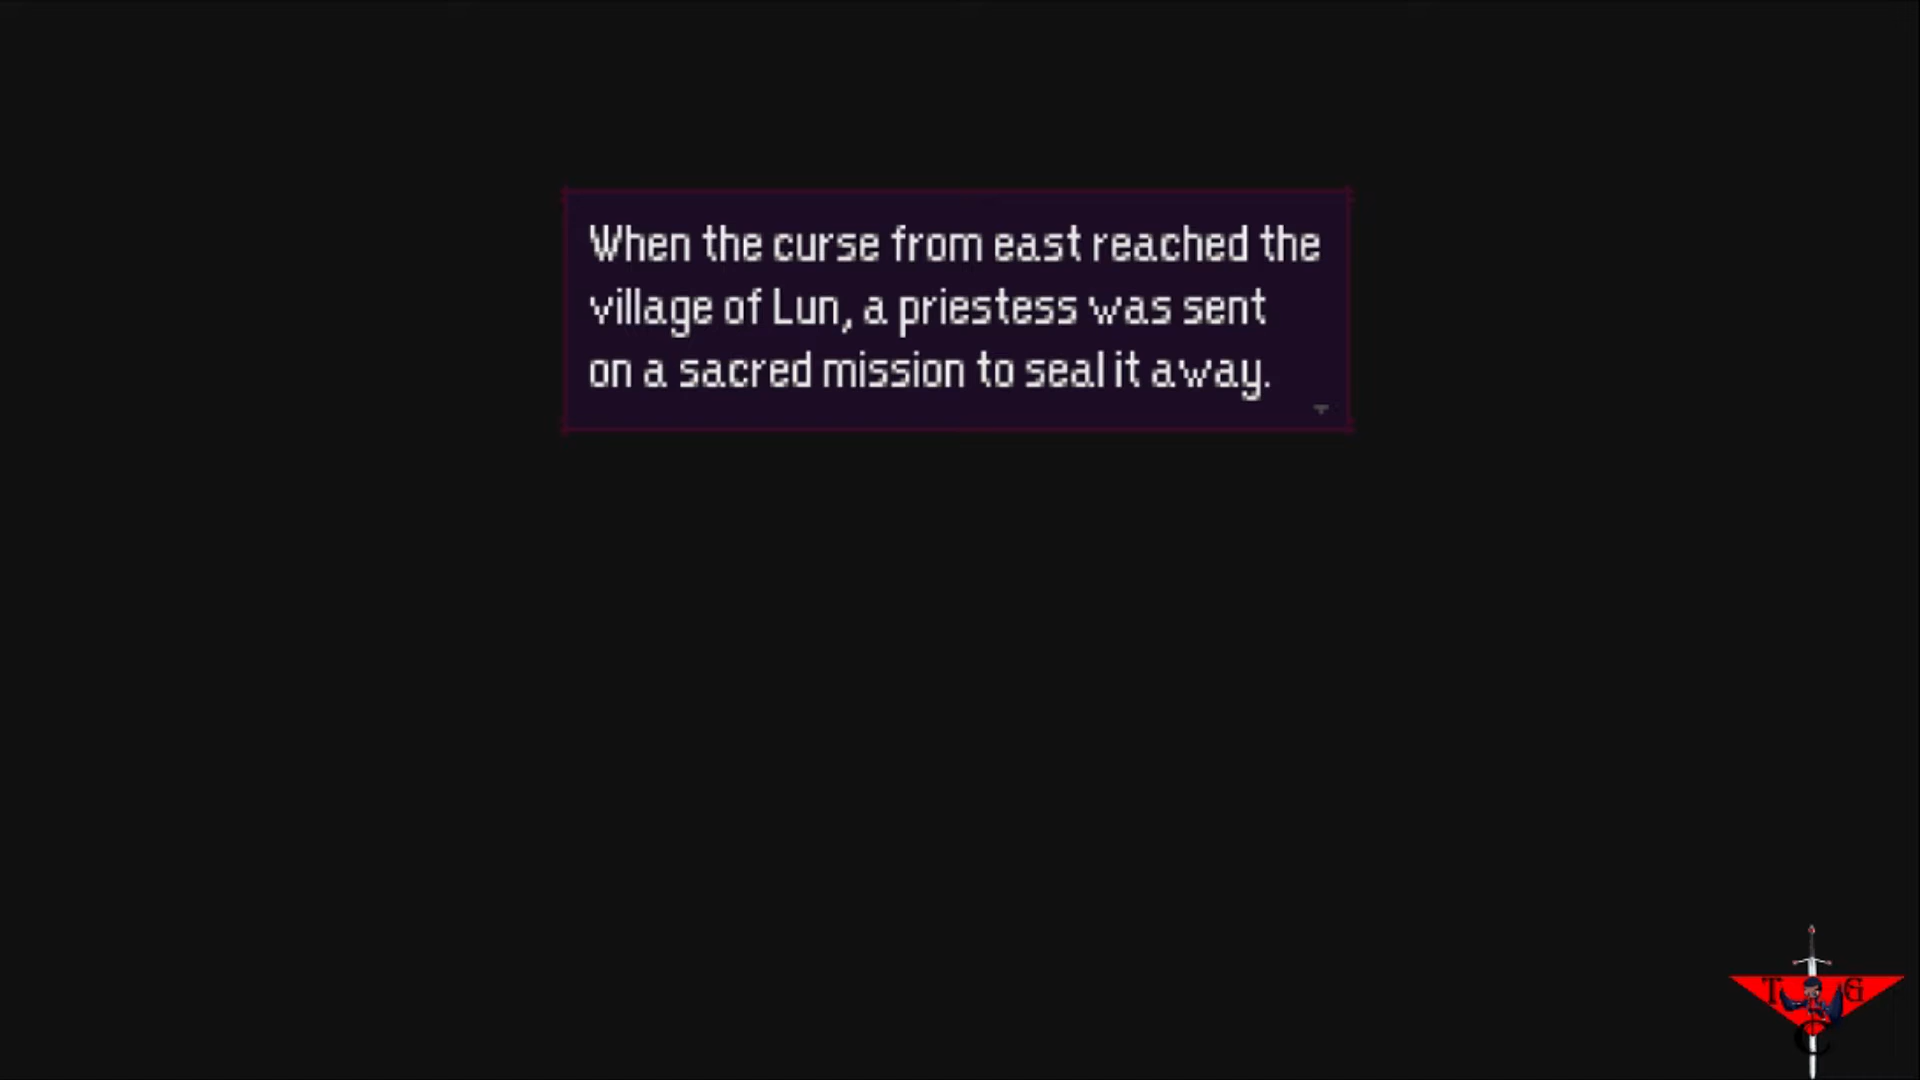 When the curse from east reached the
village of Lun, a priestess was sent
on a sacred mission to seal it away.
T G
C